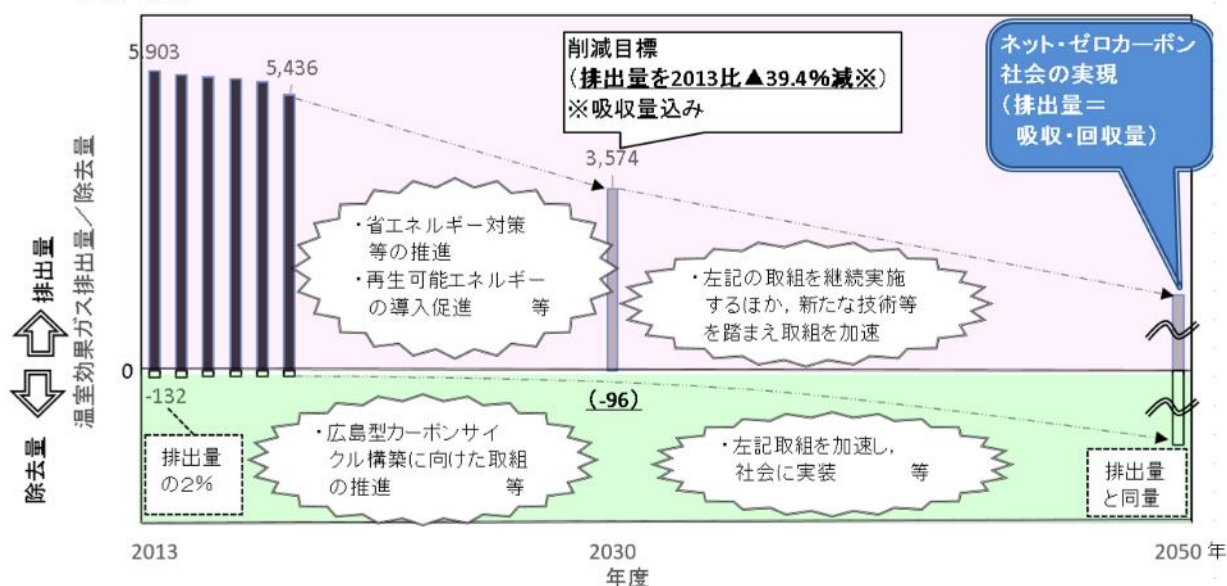 5,903
5,436
削減目標
(排出量を2013比▲39.4%減※)
※吸収量込み
3,574
ネット・ゼロカーボン
社会の実現
(排出量=
吸収・回収量)
・省エネルギー対策
等の推進
・再生可能エネルギー
の導入促進 等
・左記の取組を継続実施
するほか,新たな技術等
を踏まえ取組を加速
排出量
除去量
温室効果ガス排出量/除去量
0
-132
(-96)
排出量
の2%
・広島型カーボンサイ
クル構築に向けた取組
の推進 等
・左記取組を加速し,
社会に実装 等
排出量
と同量
2013
2030
2050 年
年度